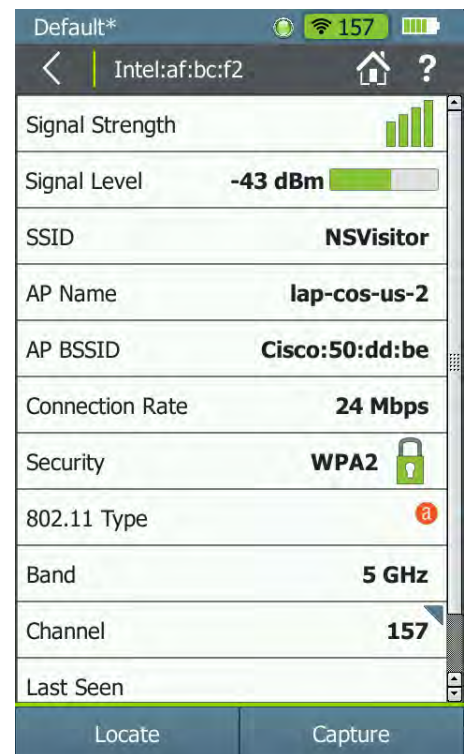 Default* 157
Intel:af:bc:f2 ?
Signal Strength
Signal Level -43 dBm
SSID NSVisitor
AP Name lap-cos-us-2
AP BSSID Cisco:50:dd:be
Connection Rate 24 Mbps
Security WPA2
802.11 Type a
Band 5 GHz
Channel 157
Last Seen
Locate Capture